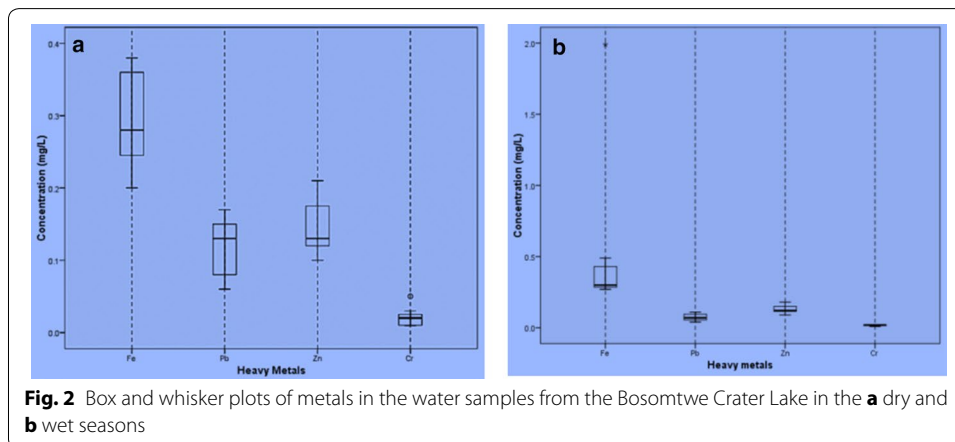 a
0.4
0.3
0.2
0.1
0.0
Concentration (mg/L)
Fe Pb Zn Cr
Heavy Metals
b
2.0
1.5
1.0
0.5
0.0
Concentration (mg/L)
Fe Pb Zn Cr
Heavy metals
Fig. 2 Box and whisker plots of metals in the water samples from the Bosomtwe Crater Lake in the a dry and
b wet seasons